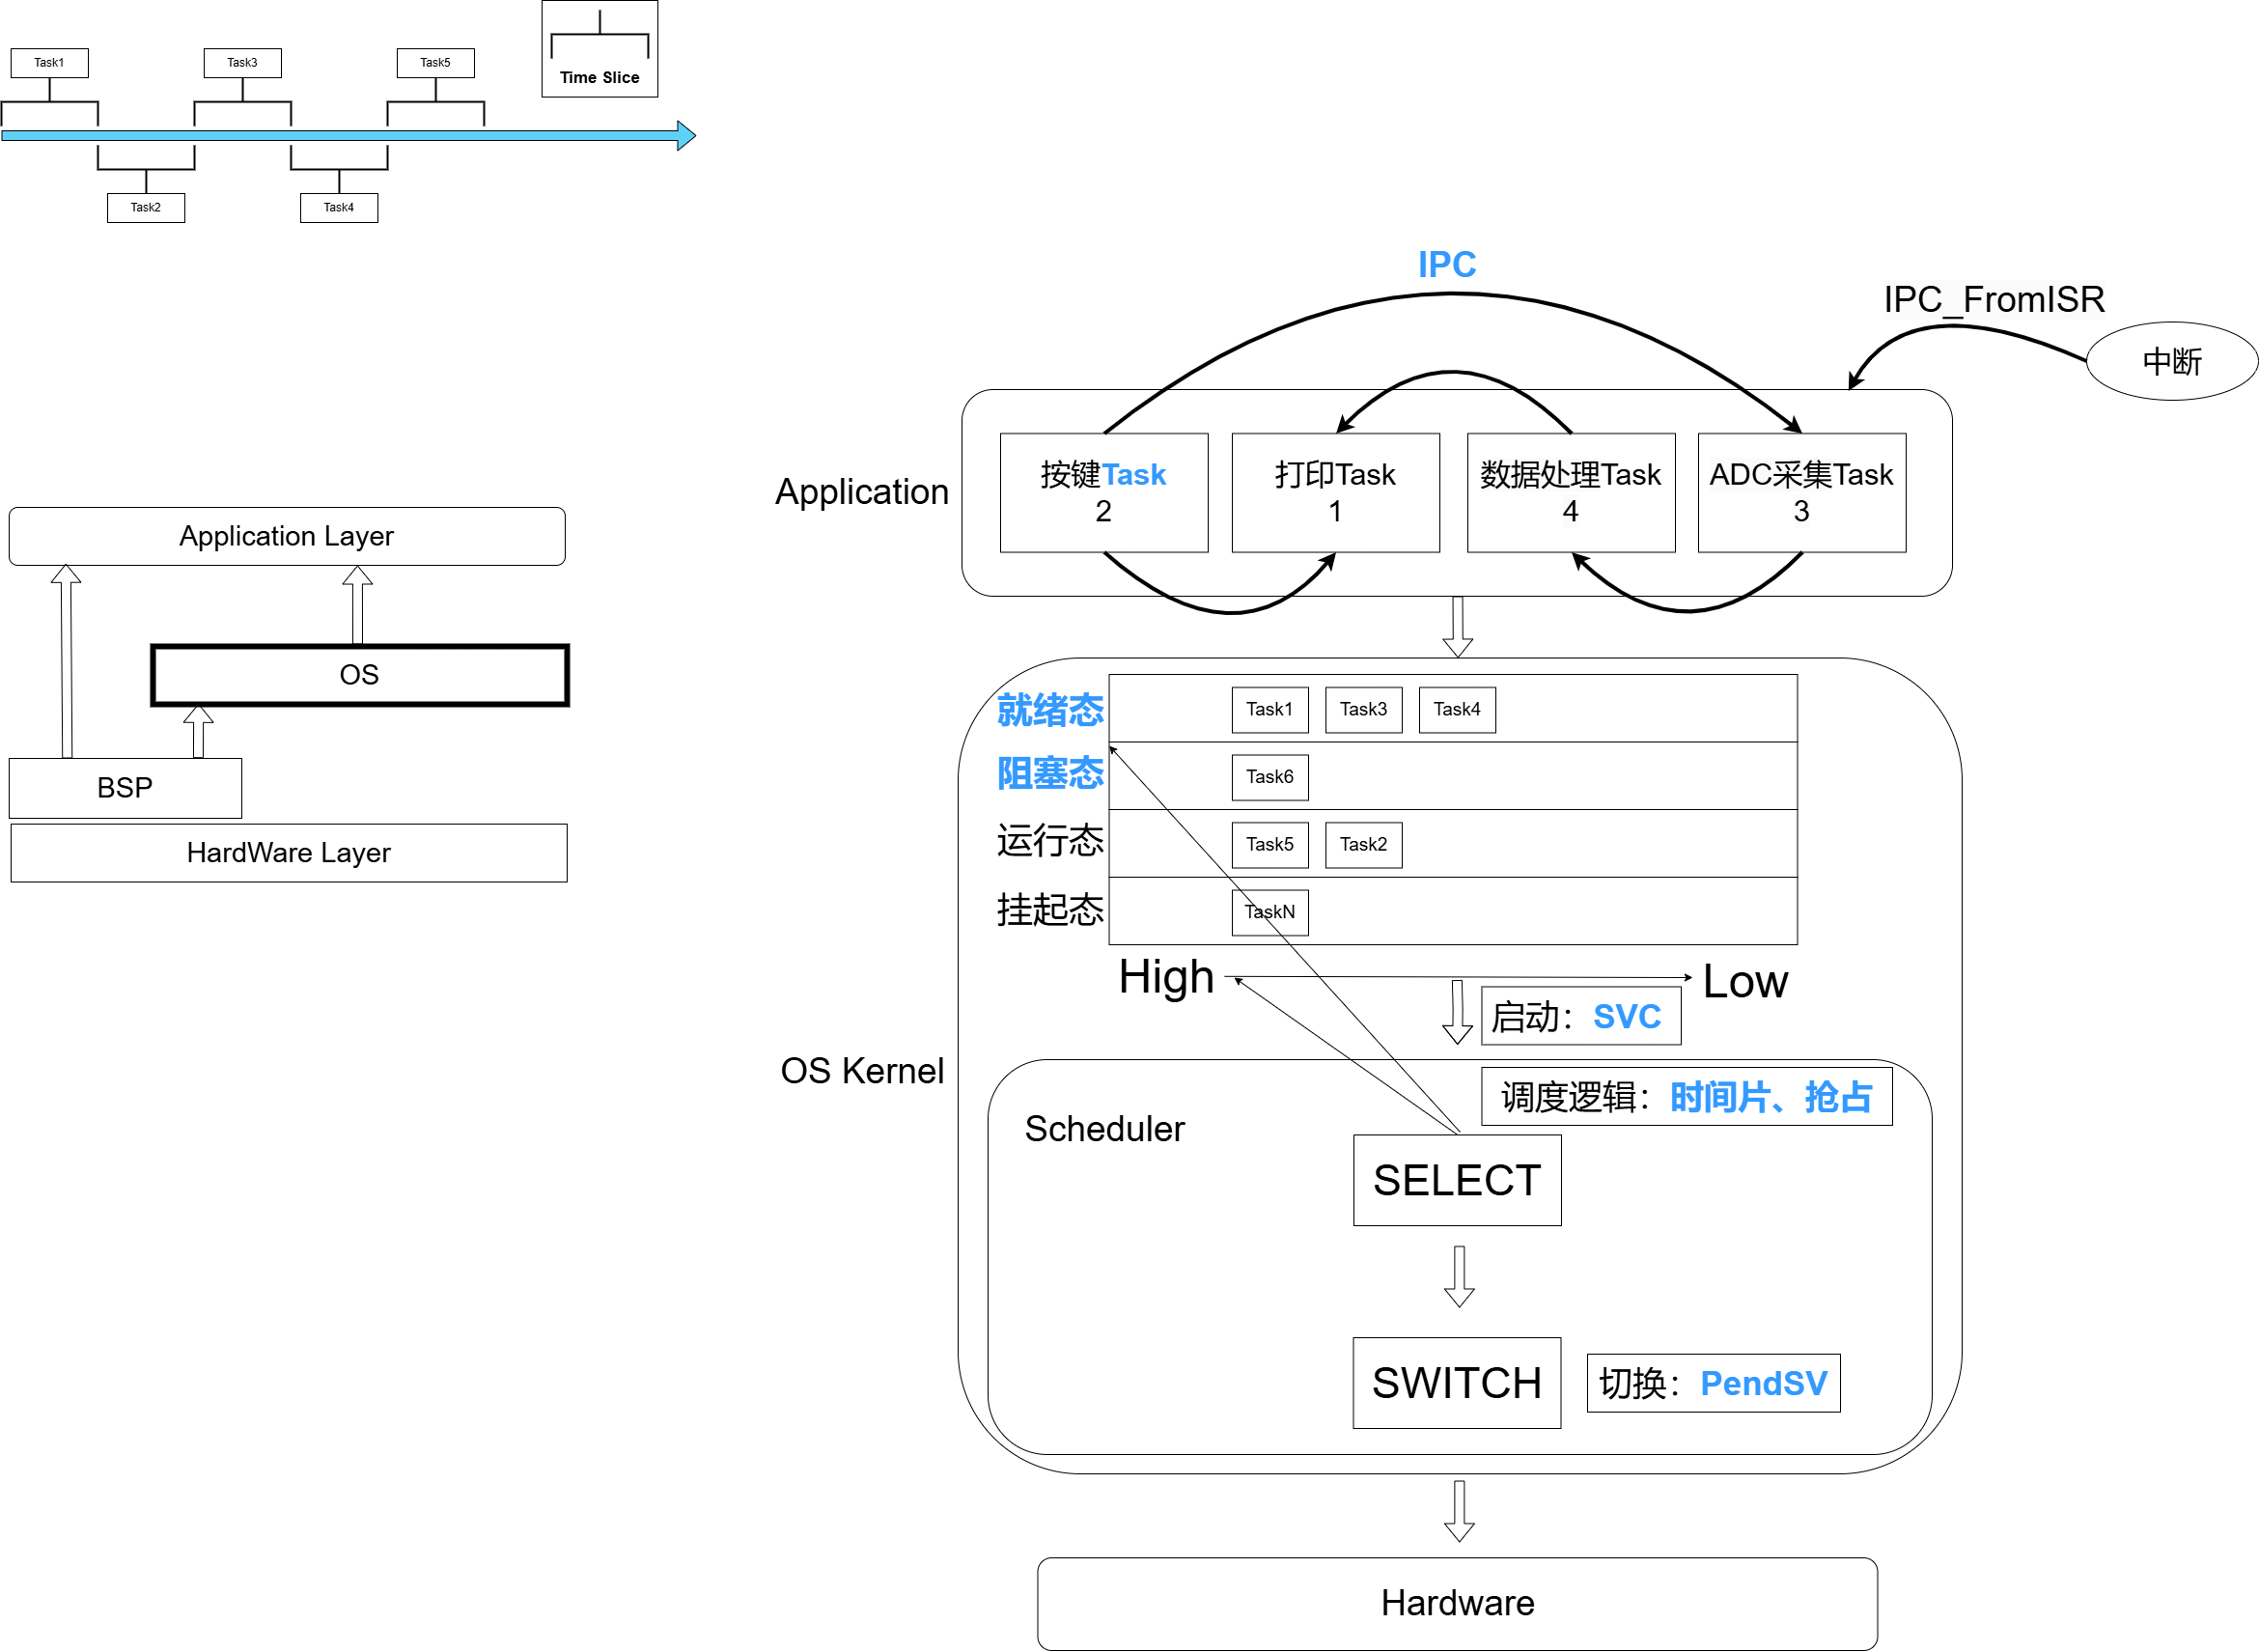 Task1
Task3
Task5
Time Slice
Task2
Task4
IPC
IPC_FromISR
中断
Application
按键Task
2
打印Task
1
数据处理Task
4
ADC采集Task
3
Application Layer
OS
BSP
HardWare Layer
就绪态
Task1
Task3
Task4
阻塞态
Task6
运行态
Task5
Task2
挂起态
TaskN
High
Low
启动：SVC
OS Kernel
调度逻辑：时间片、抢占
Scheduler
SELECT
SWITCH
切换：PendSV
Hardware